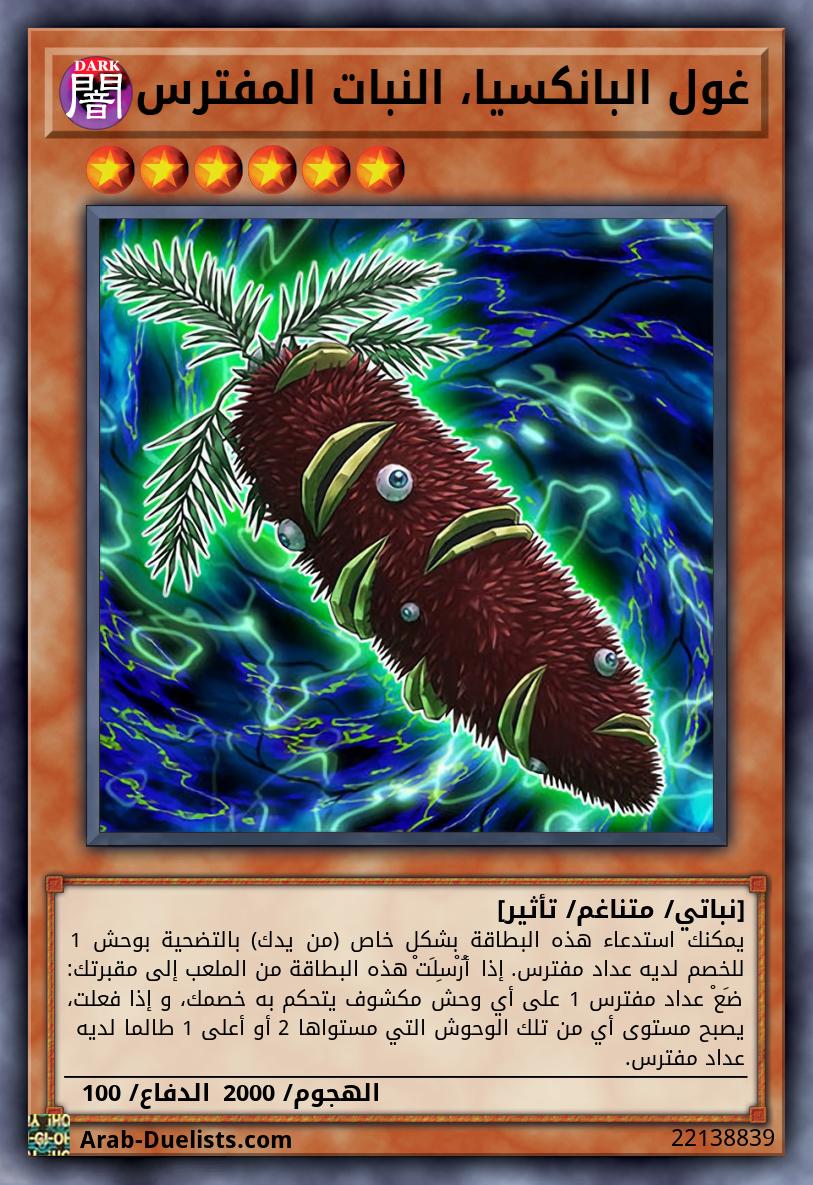 غول البانكسيا، النبات المفترس
DARK
闇
[نباتي/ متناغم/ تأثير]
يمكنك استدعاء هذه البطاقة بشكل خاص (من يدك) بالتضحية بوحش 1
للخصم لديه عداد مفترس. إذا أُرْسِلَتْ هذه البطاقة من الملعب إلى مقبرتك:
ضَعْ عداد مفترس 1 على أي وحش مكشوف يتحكم به خصمك، و إذا فعلت،
يصبح مستوى أي من تلك الوحوش التي مستواها 2 أو أعلى 1 طالما لديه
عداد مفترس.
الهجوم/ 2000 الدفاع/ 100
Arab-Duelists.com
22138839